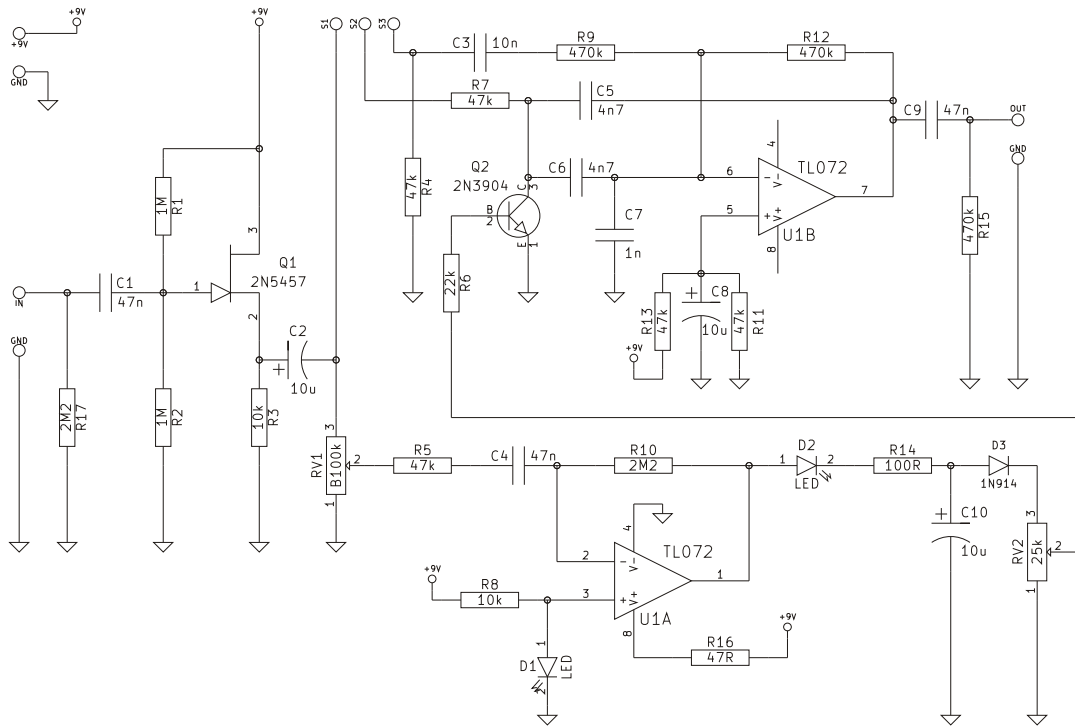 +9V
+9V
+9V
GND
S1
S2
S3
C3 10n
R9
470k
R12
470k
R7
47k
C5
4n7
C9 47n
OUT
GND
47k
R4
Q2
2N3904
C
3
B
2
E
1
C6 4n7
C7
1n
6
5
4
−
V-
+
V+
8
TL072
7
U1B
470k
R15
1M
R1
3
Q1
2N5457
1
2
C1
47n
IN
GND
22k
R6
R13
47k
C8
+
10u
47k
R11
+9V
2M2
R17
1M
R2
C2
+
10u
10k
R3
3
RV1
B100k
2
1
R5
47k
C4 47n
R10
2M2
D2
1 2
LED
R14
100R
D3
1N914
C10
+
10u
3
RV2
25k
2
1
4
TL072
2
−
V-
1
3
+
V+
U1A
8
+9V
R8
10k
1
D1
LED
2
R16
47R
+9V